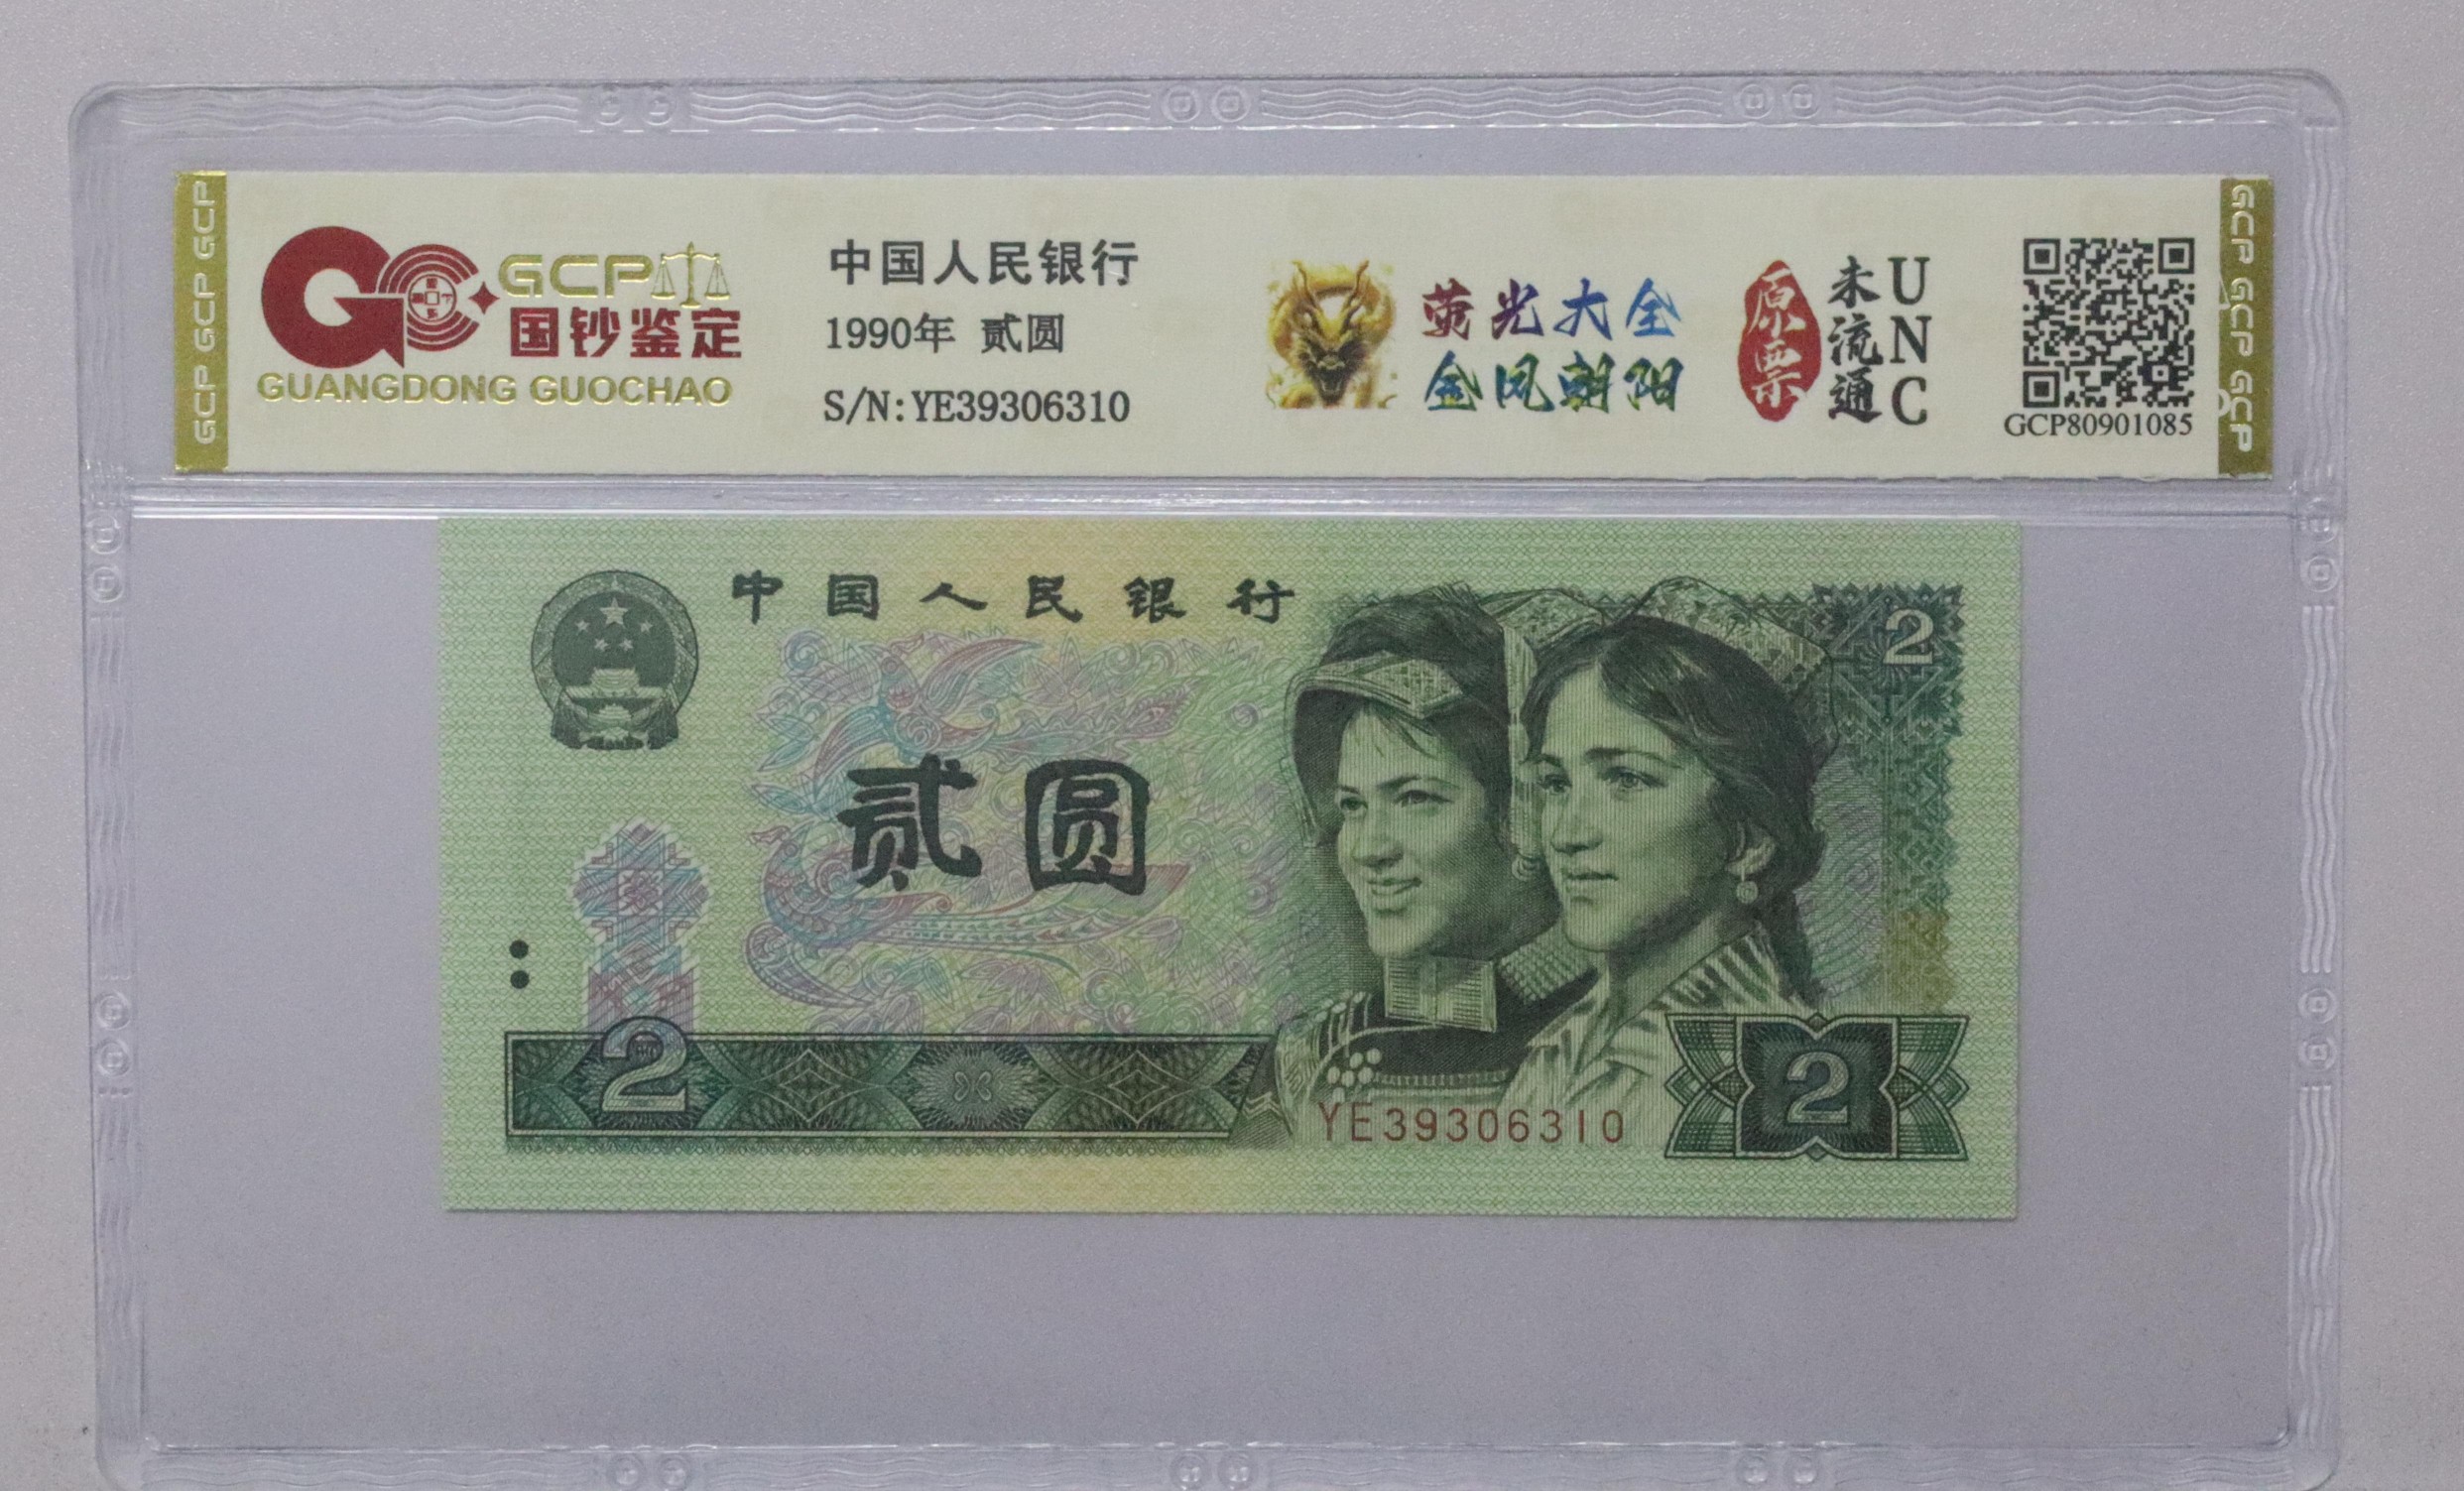 GCP GCP GCP
GCP
国钞鉴定
GUANGDONG GUOCHAO
中国人民银行
1990年 贰圆
S/N:YE39306310
荧光大全
金凤朝阳
原票
未流通
UNC
GCP80901085
GCP GCP GCP
中国人民银行
2
贰圆
2
YE39306310
2